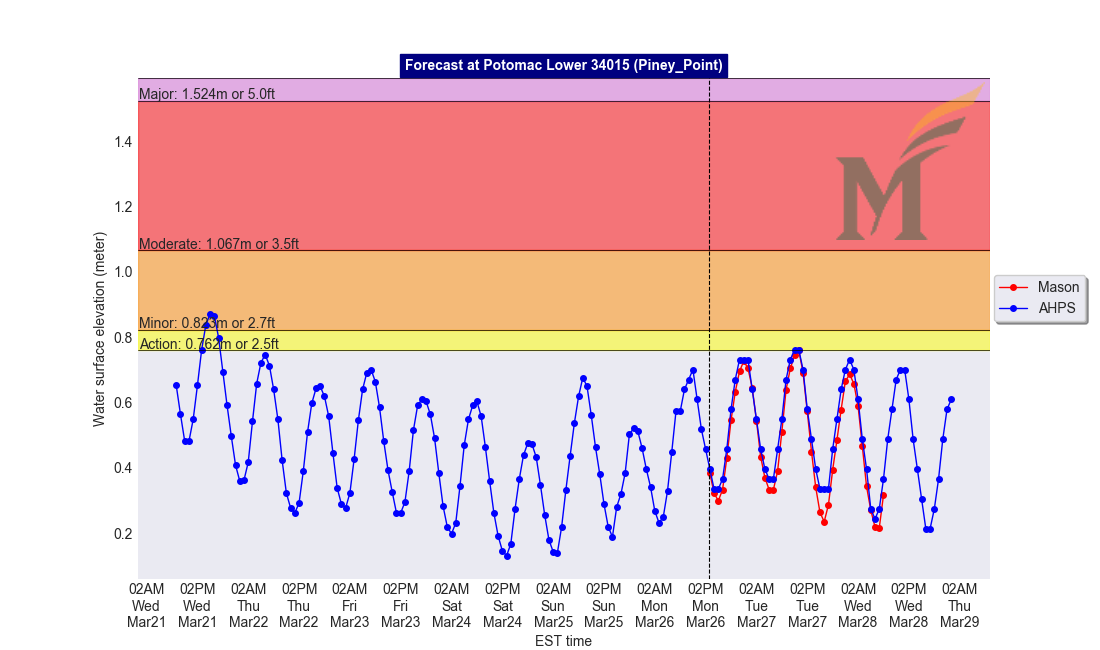 Forecast at Potomac Lower 34015 (Piney_Point)
Major: 1.524m or 5.0ft
Moderate: 1.067m or 3.5ft
Minor: 0.823m or 2.7ft
Action: 0.762m or 2.5ft
Water surface elevation (meter)
1.4
1.2
1.0
0.8
0.6
0.4
0.2
Mason
AHPS
M
02AM 02PM 02AM 02PM 02AM 02PM 02AM 02PM 02AM 02PM 02AM 02PM 02AM 02PM 02AM 02PM 02AM
Wed Wed Thu Thu Fri Fri Sat Sat Sun Sun Mon Mon Tue Tue Wed Wed Thu
Mar21 Mar21 Mar22 Mar22 Mar23 Mar23 Mar24 Mar24 Mar25 Mar25 Mar26 Mar26 Mar27 Mar27 Mar28 Mar28 Mar29
EST time